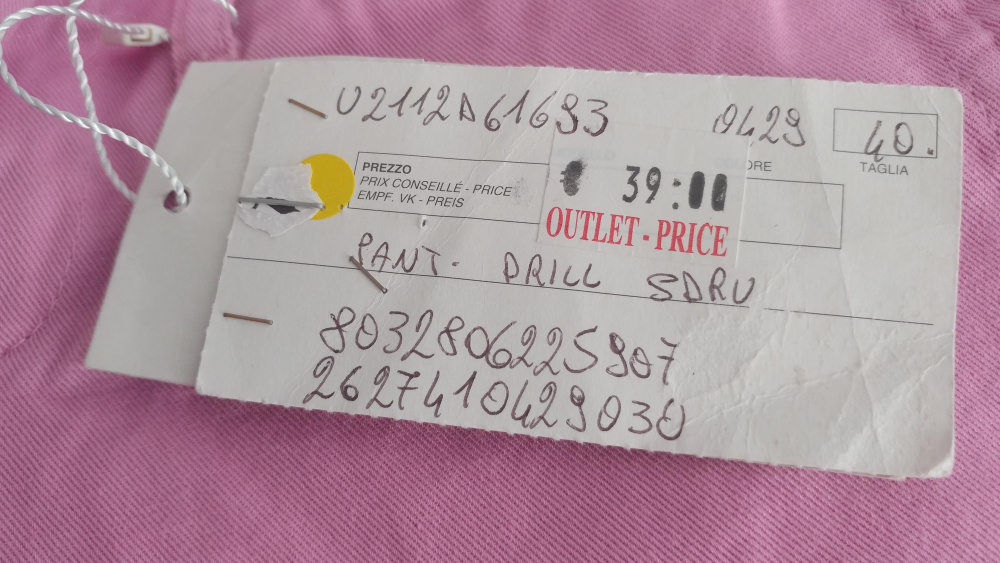 U2112A61693 0429 40.
TAGLIA
PREZZO
PRIX CONSEILLÉ - PRICE
EMPF. VK - PREIS
€ 39:00
OUTLET - PRICE
PANT. DRILL SDRU
8032806225907
2627410429030